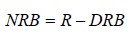 NRB = R – DRB